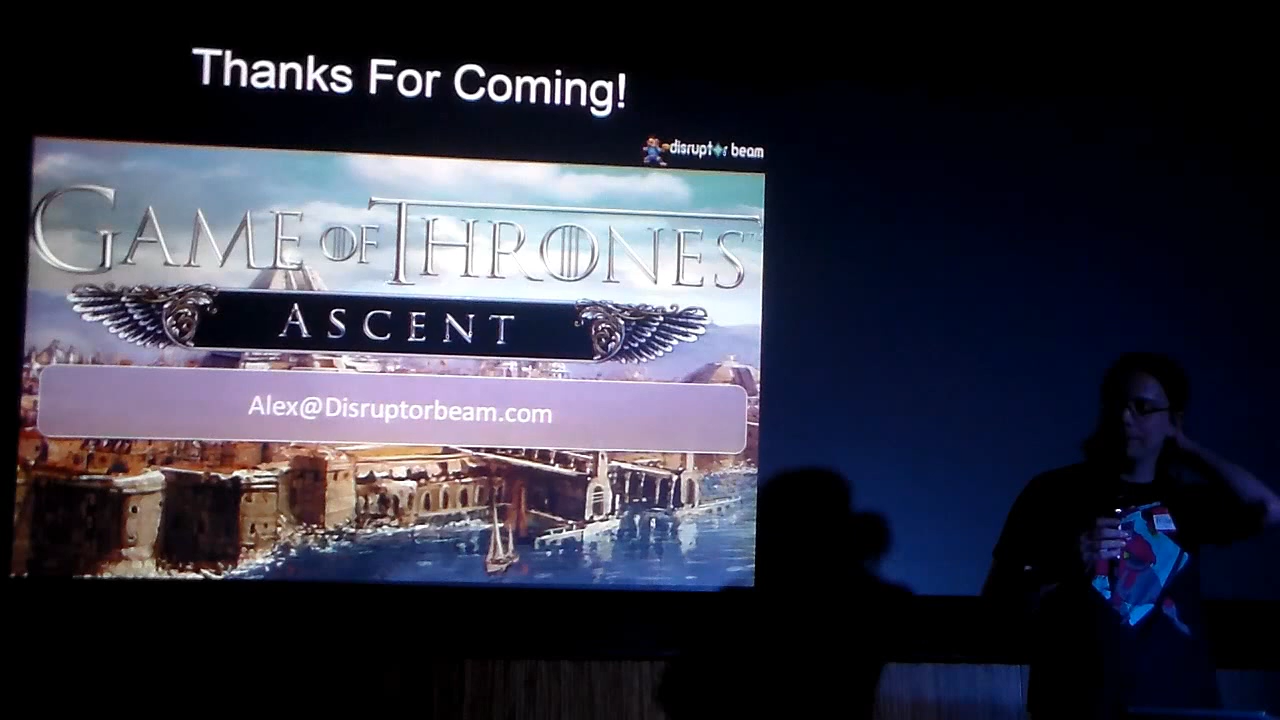 Thanks For Coming!
disruptor beam
GAME OF THRONES
ASCENT
Alex@Disruptorbeam.com